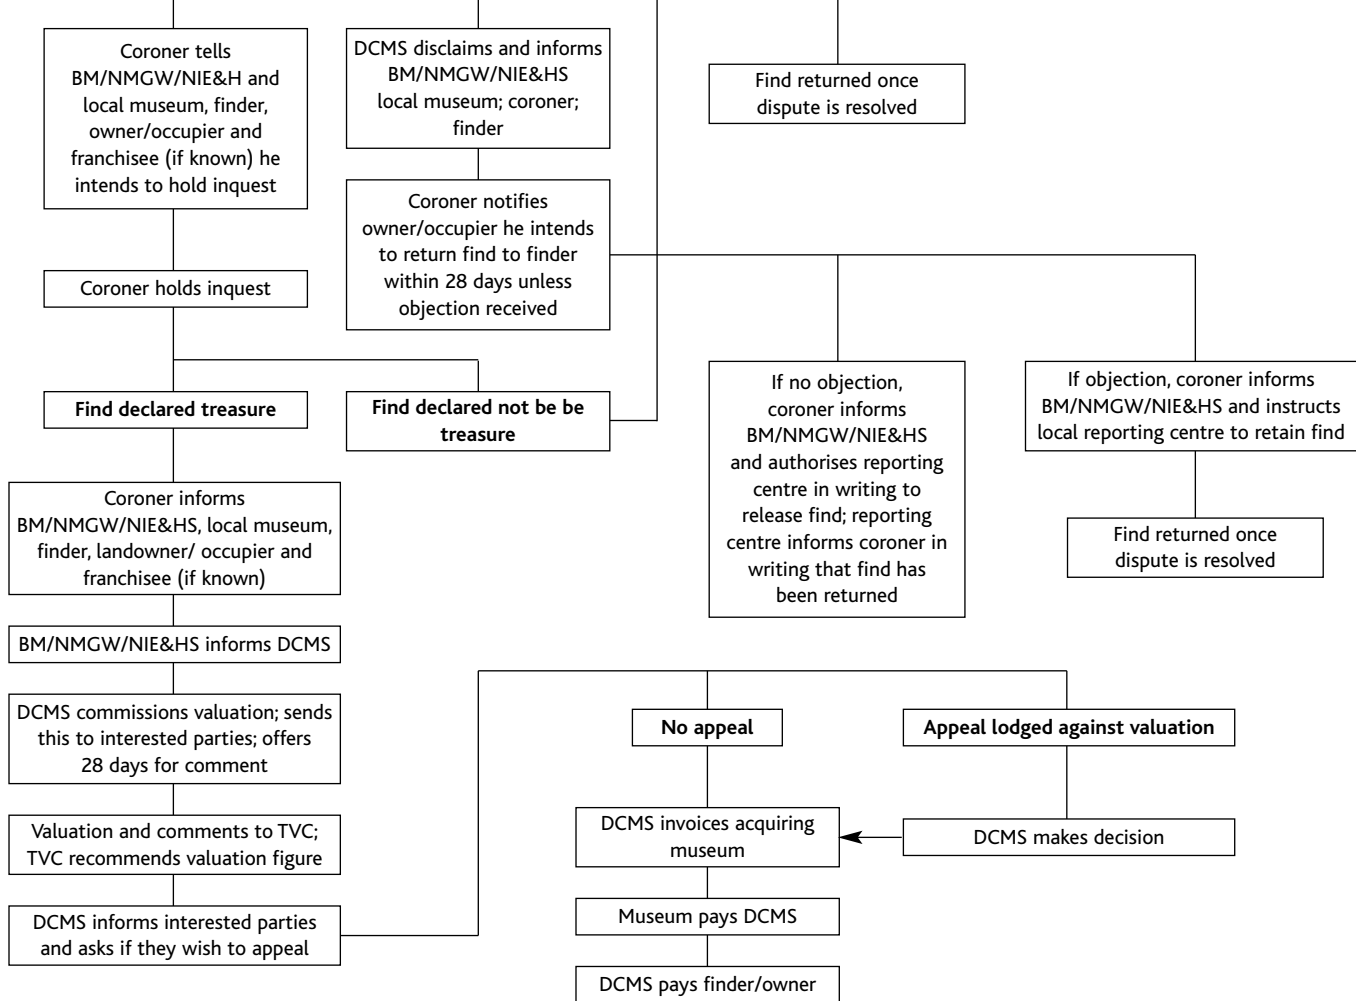 Coroner tells
BM/NMGW/NIE&H and
local museum, finder,
owner/occupier and
franchisee (if known) he
intends to hold inquest
DCMS disclaims and informs
BM/NMGW/NIE&HS
local museum; coroner;
finder
Find returned once
dispute is resolved
Coroner notifies
owner/occupier he intends
to return find to finder
within 28 days unless
objection received
Coroner holds inquest
Find declared treasure
Find declared not be be
treasure
If no objection,
coroner informs
BM/NMGW/NIE&HS
and authorises reporting
centre in writing to
release find; reporting
centre informs coroner in
writing that find has
been returned
If objection, coroner informs
BM/NMGW/NIE&HS and instructs
local reporting centre to retain find
Find returned once
dispute is resolved
Coroner informs
BM/NMGW/NIE&HS, local museum,
finder, landowner/ occupier and
franchisee (if known)
BM/NMGW/NIE&HS informs DCMS
DCMS commissions valuation; sends
this to interested parties; offers
28 days for comment
Valuation and comments to TVC;
TVC recommends valuation figure
DCMS informs interested parties
and asks if they wish to appeal
No appeal
Appeal lodged against valuation
DCMS invoices acquiring
museum
DCMS makes decision
Museum pays DCMS
DCMS pays finder/owner